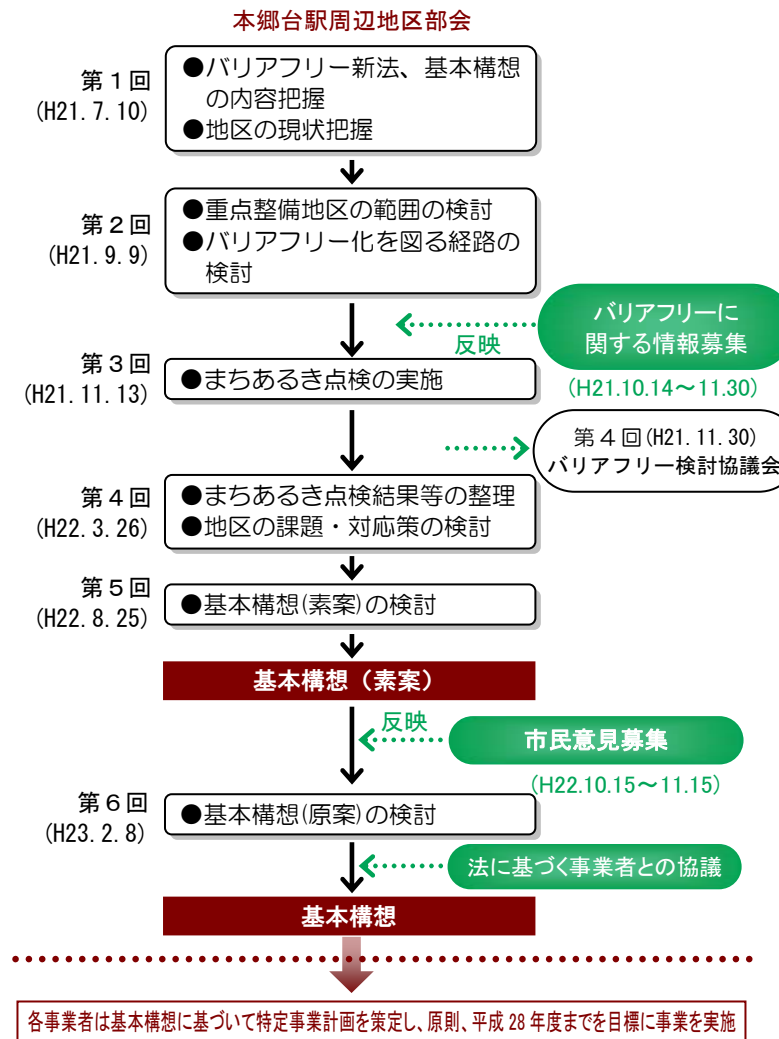 本郷台駅周辺地区部会
第１回
(H21.7.10)
●バリアフリー新法、基本構想
の内容把握
●地区の現状把握
第２回
(H21.9.9)
●重点整備地区の範囲の検討
●バリアフリー化を図る経路の
検討
バリアフリーに
関する情報募集
反映
(H21.10.14～11.30)
第３回
(H21.11.13)
●まちあるき点検の実施
第４回(H21.11.30)
バリアフリー検討協議会
第４回
(H22.3.26)
●まちあるき点検結果等の整理
●地区の課題・対応策の検討
第５回
(H22.8.25)
●基本構想(素案)の検討
基本構想（素案）
反映
市民意見募集
(H22.10.15～11.15)
第６回
(H23.2.8)
●基本構想(原案)の検討
法に基づく事業者との協議
基本構想
各事業者は基本構想に基づいて特定事業計画を策定し、原則、平成 28 年度までを目標に事業を実施